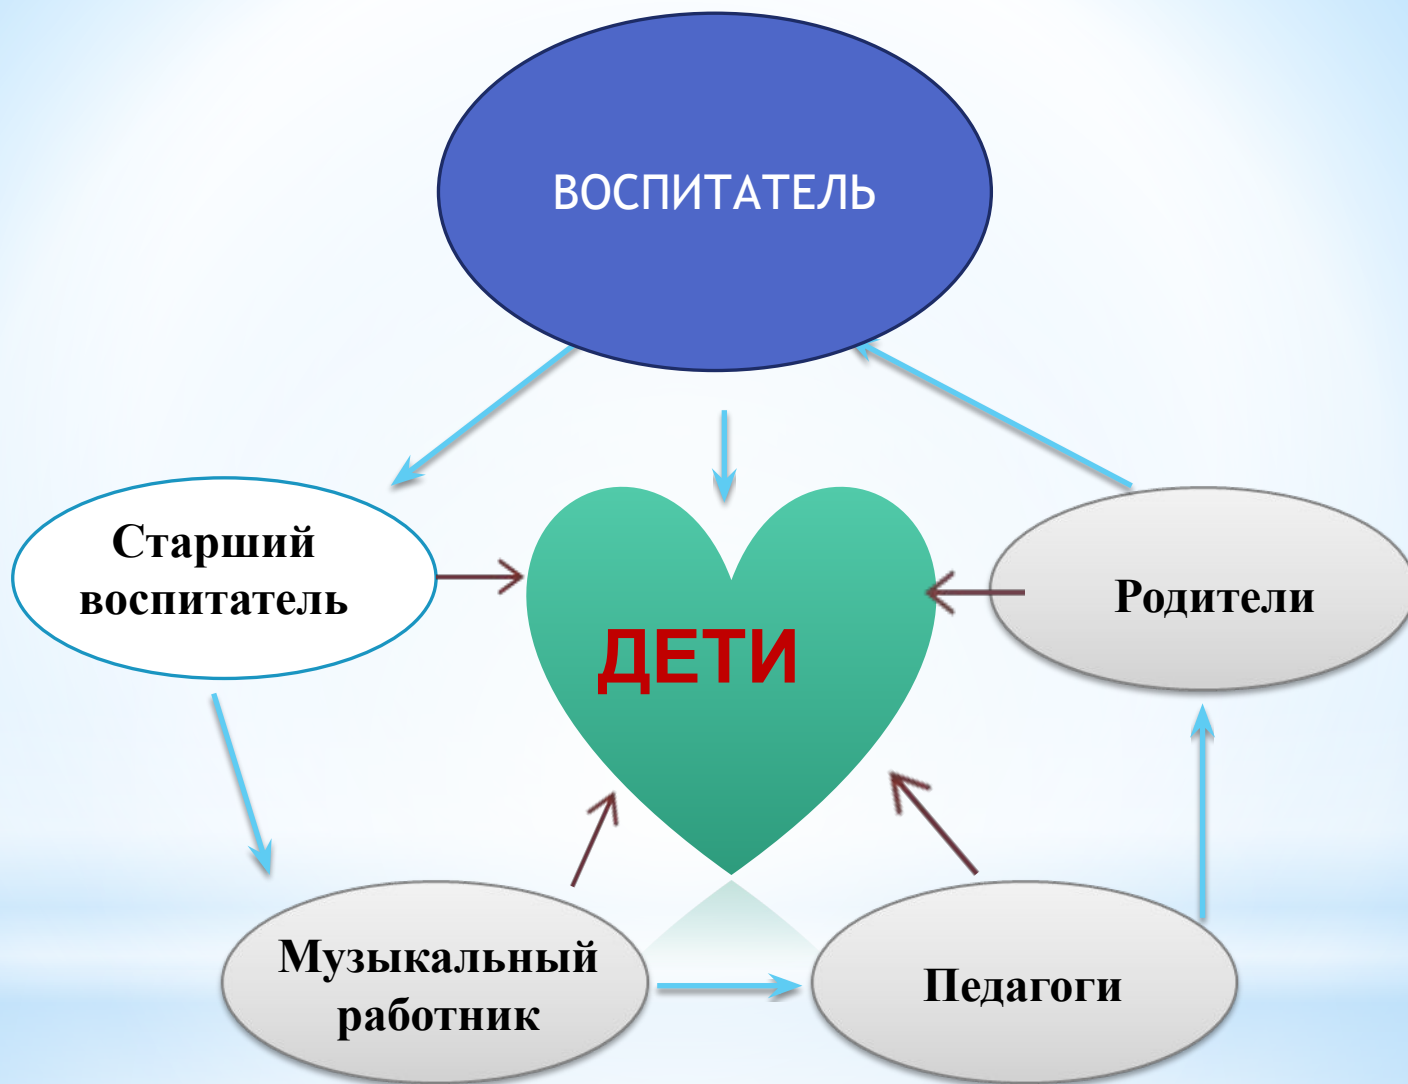 ВОСПИТАТЕЛЬ
Старший
воспитатель
ДЕТИ
Родители
Музыкальный
работник
Педагоги